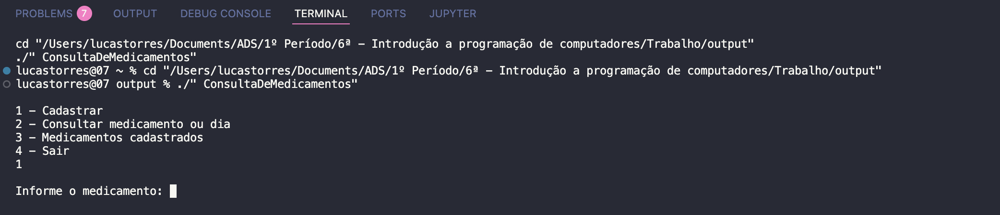 PROBLEMS 7 OUTPUT DEBUG CONSOLE TERMINAL PORTS JUPYTER
cd "/Users/lucastorres/Documents/ADS/1º Período/6ª - Introdução a programação de computadores/Trabalho/output"
./" ConsultaDeMedicamentos"
lucastorres@07 ~ % cd "/Users/lucastorres/Documents/ADS/1º Período/6ª - Introdução a programação de computadores/Trabalho/output"
lucastorres@07 output % ./" ConsultaDeMedicamentos"
1 - Cadastrar
2 - Consultar medicamento ou dia
3 - Medicamentos cadastrados
4 - Sair
1
Informe o medicamento: